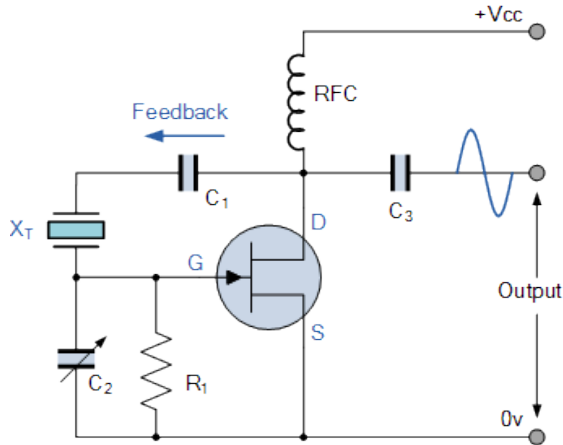 +Vcc
RFC
Feedback
C1
C3
XT
D
G
S
Output
C2
R1
0v